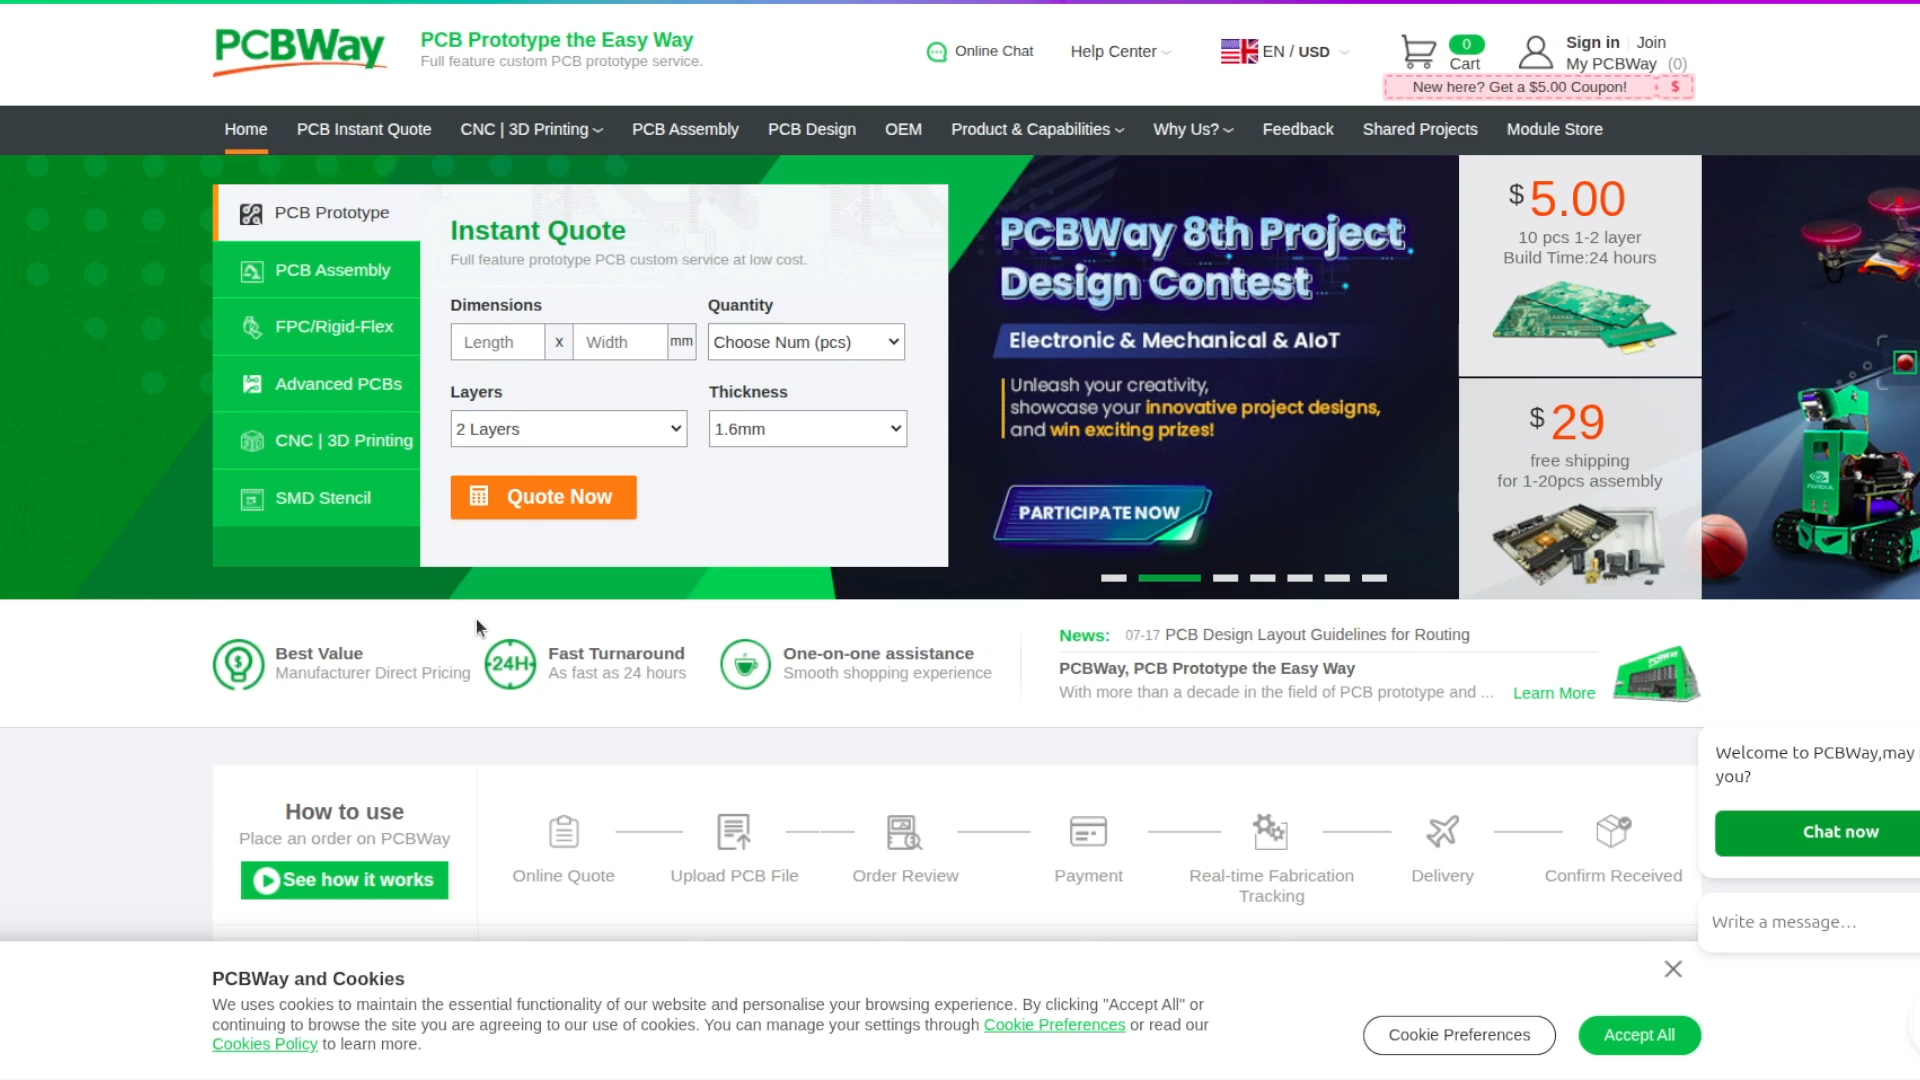 PCBWay
PCB Prototype the Easy Way
Full feature custom PCB prototype service.
Online Chat
Help Center
EN / USD
0
Cart
Sign in
Join
My PCBWay (0)
New here? Get a $5.00 Coupon!
$
Home
PCB Instant Quote
CNC | 3D Printing
PCB Assembly
PCB Design
OEM
Product & Capabilities
Why Us?
Feedback
Shared Projects
Module Store
PCB Prototype
PCB Assembly
FPC/Rigid-Flex
Advanced PCBs
CNC | 3D Printing
SMD Stencil
Instant Quote
Full feature prototype PCB custom service at low cost.
Dimensions
Quantity
Length
x
Width
mm
Choose Num (pcs)
Layers
Thickness
2 Layers
1.6mm
Quote Now
PCBWay 8th Project
Design Contest
Electronic & Mechanical & AIoT
Unleash your creativity,
showcase your innovative project designs,
and win exciting prizes!
PARTICIPATE NOW
$5.00
10 pcs 1-2 layer
Build Time:24 hours
$29
free shipping
for 1-20pcs assembly
NVIDIA
Best Value
Manufacturer Direct Pricing
24H
Fast Turnaround
As fast as 24 hours
One-on-one assistance
Smooth shopping experience
News:
07-17 PCB Design Layout Guidelines for Routing
PCBWay, PCB Prototype the Easy Way
With more than a decade in the field of PCB prototype and ...
Learn More
PCBWay
How to use
Place an order on PCBWay
See how it works
Online Quote
Upload PCB File
Order Review
Payment
Real-time Fabrication
Tracking
Delivery
Confirm Received
Welcome to PCBWay,may
you?
Chat now
Write a message…
PCBWay and Cookies
We uses cookies to maintain the essential functionality of our website and personalise your browsing experience. By clicking "Accept All" or
continuing to browse the site you are agreeing to our use of cookies. You can manage your settings through Cookie Preferences or read our
Cookies Policy to learn more.
Cookie Preferences
Accept All